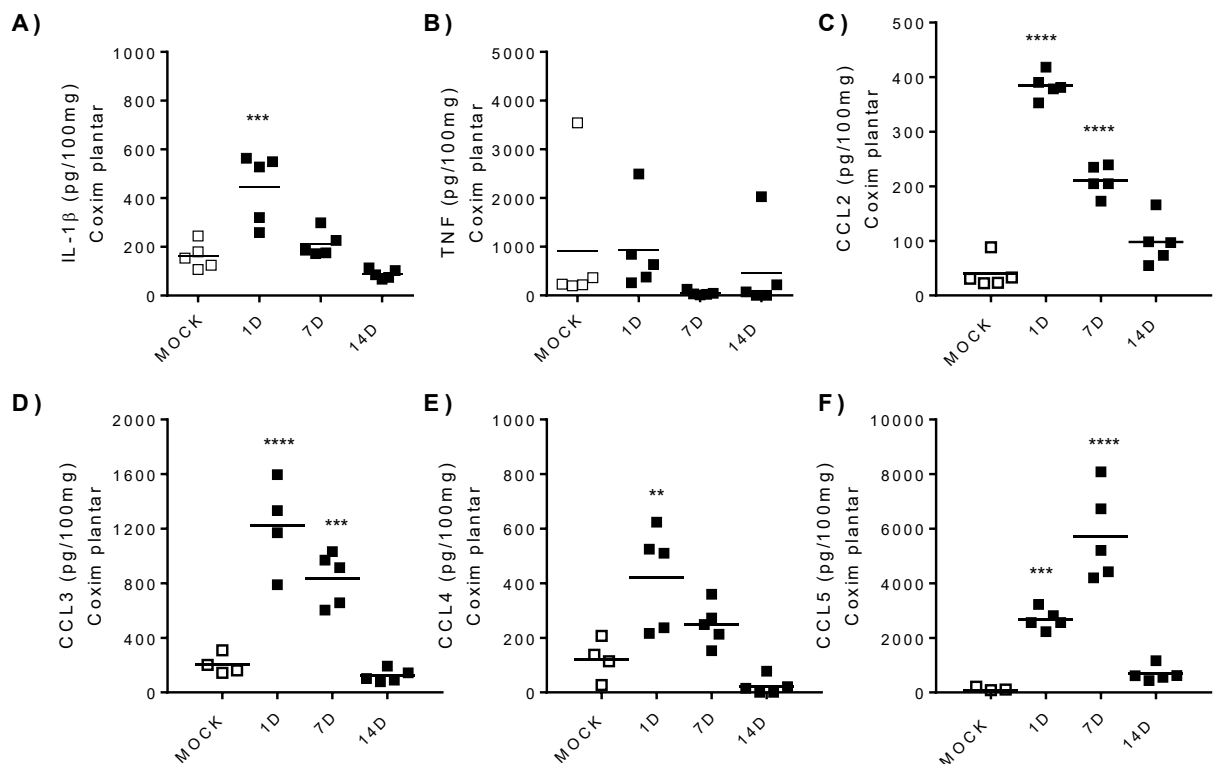 A)
IL-1β (pg/100mg)
Coxim plantar
1000
800
600
400
200
0
***
MOCK
1D
7D
14D
B)
TNF (pg/100mg)
Coxim plantar
5000
4000
3000
2000
1000
0
MOCK
1D
7D
14D
C)
CCL2 (pg/100mg)
Coxim plantar
500
400
300
200
100
0
****
****
MOCK
1D
7D
14D
D)
CCL3 (pg/100mg)
Coxim plantar
2000
1600
1200
800
400
0
****
***
MOCK
1D
7D
14D
E)
CCL4 (pg/100mg)
Coxim plantar
1000
800
600
400
200
0
**
MOCK
1D
7D
14D
F)
CCL5 (pg/100mg)
Coxim plantar
10000
8000
6000
4000
2000
0
***
****
MOCK
1D
7D
14D